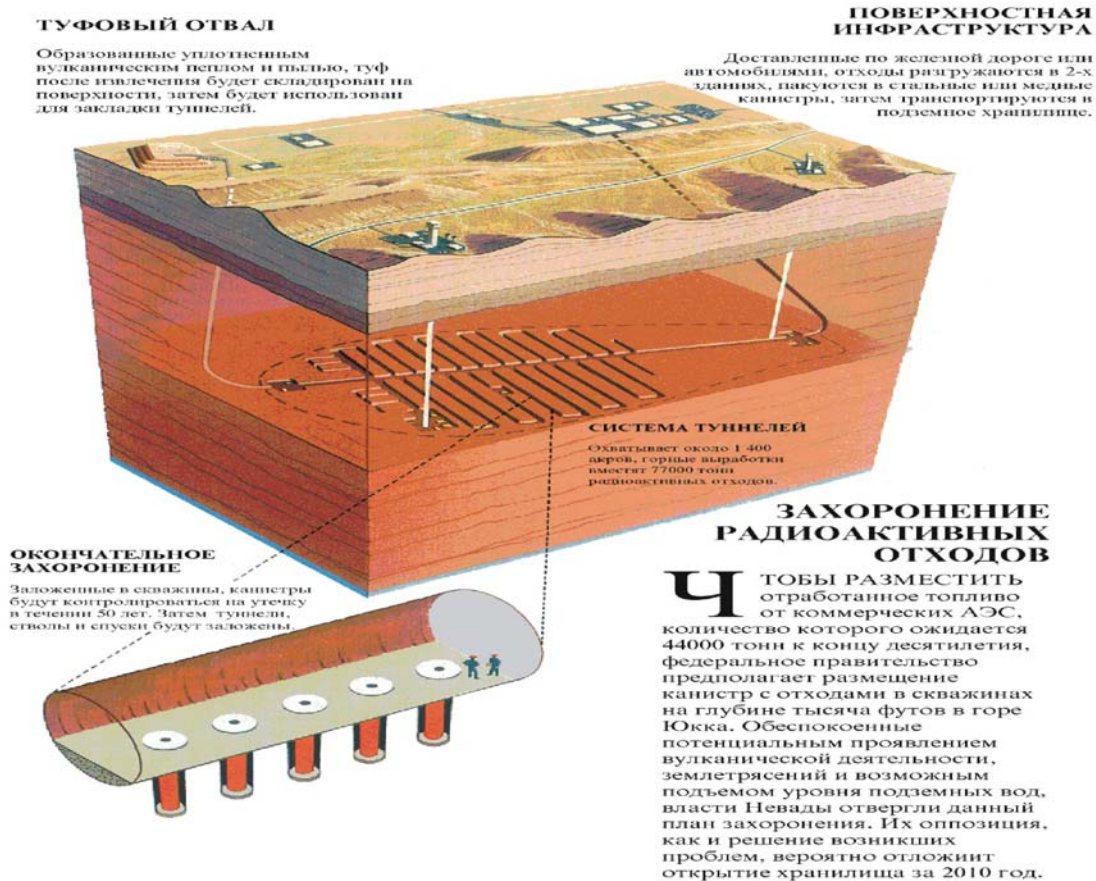 ТУФОВЫЙ ОТВАЛ
Образованные уплотненным
вулканическим пеплом и пылью, туф
после извлечения будет складирован на
поверхности, затем будет использован
для закладки туннелей.
ПОВЕРХНОСТНАЯ
ИНФРАСТРУКТУРА
Доставленные по железной дороге или
автомобилями, отходы разгружаются в 2-х
зданиях, пакуются в стальные или медные
канистры, затем транспортируются в
подземное хранилище.
СИСТЕМА ТУННЕЛЕЙ
Охватывает около 1 400
акров, горные выработки
вместят 77000 тонн
радиоактивных отходов.
ОКОНЧАТЕЛЬНОЕ
ЗАХОРОНЕНИЕ
Заложенные в скважины, канистры
будут контролироваться на утечку
в течении 50 лет. Затем туннели,
стволы и спуски будут заложены.
ЗАХОРОНЕНИЕ
РАДИОАКТИВНЫХ
ОТХОДОВ
ЧТОБЫ РАЗМЕСТИТЬ
отработанное топливо
от коммерческих АЭС,
количество которого ожидается
44000 тонн к концу десятилетия,
федеральное правительство
предполагает размещение
канистр с отходами в скважинах
на глубине тысяча футов в горе
Юкка. Обеспокоенные
потенциальным проявлением
вулканической деятельности,
землетрясений и возможным
подъемом уровня подземных вод,
власти Невады отвергли данный
план захоронения. Их оппозиция,
как и решение возникших
проблем, вероятно отложиит
открытие хранилища за 2010 год.